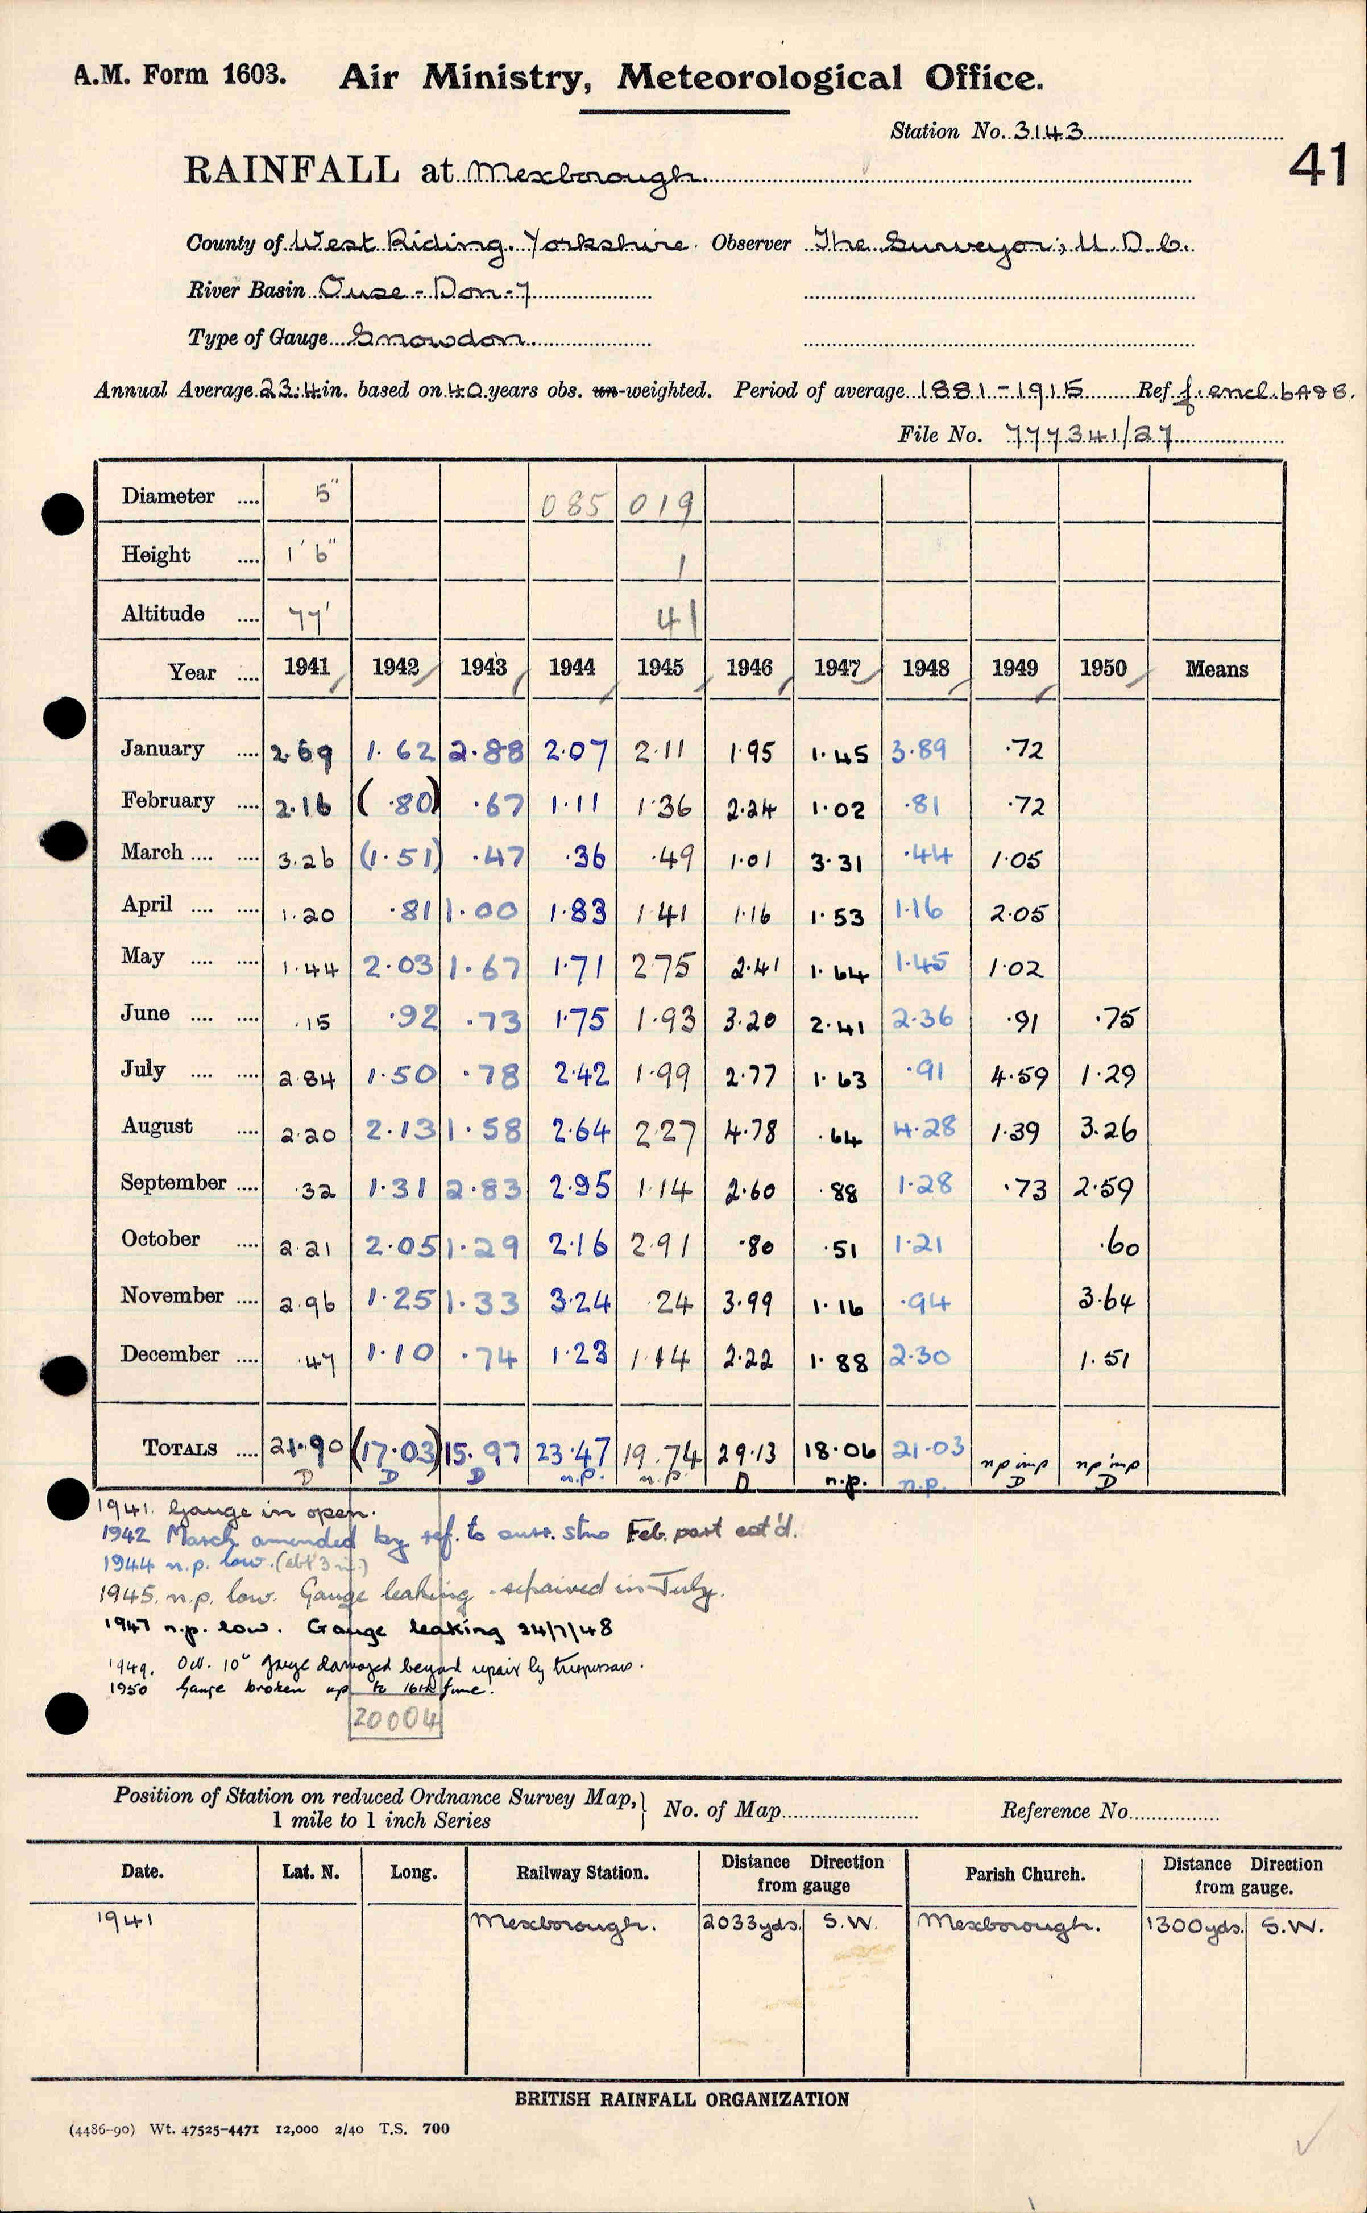 A.M. Form 1603. Air Ministry, Meteorological Office.
Station No. 3143
41
RAINFALL at Mexborough.
County of West Riding. Yorkshire. Observer The Surveyor, U.D.C.
River Basin Ouse - Don - 7
Type of Gauge Snowdon.
Annual Average 23.4 in. based on 40 years obs. un-weighted. Period of average 1881-1915 Ref f. encl.
File No. 777341/27
Diameter .... 5" 085 019
Height .... 1' 6" 1
Altitude .... 77' 41
Year .... 1941 1942 1943 1944 1945 1946 1947 1948 1949 1950 Means
January .... 2.69 1.62 2.88 2.07 2.11 1.95 1.45 3.89 .72
February .... 2.16 (.80) .67 1.11 1.36 2.24 1.02 .81 .72
March .... .... 3.26 (1.51) .47 .36 .49 1.01 3.31 .44 1.05
April .... .... 1.20 .81 1.00 1.83 1.41 1.16 1.53 1.16 2.05
May .... .... 1.44 2.03 1.67 1.71 2.75 2.41 1.64 1.45 1.02
June .... .... .15 .92 .73 1.75 1.93 3.20 2.41 2.36 .91 .75
July .... .... 2.84 1.50 .78 2.42 1.99 2.77 1.63 .91 4.59 1.29
August .... 2.20 2.13 1.58 2.64 2.27 4.78 .64 4.28 1.39 3.26
September .... .32 1.31 2.83 2.95 1.14 2.60 .88 1.28 .73 2.59
October .... 2.21 2.05 1.29 2.16 2.91 .80 .51 1.21 .60
November .... 2.96 1.25 1.33 3.24 24 3.99 1.16 .94 3.64
December .... .47 1.10 .74 1.23 1.14 2.22 1.88 2.30 1.51
TOTALS .... 21.90 (17.03) 15.97 23.47 19.74 29.13 18.06 21.03 np imp np imp
D D D n.p. n.p. D n.p. n.p. D D
1941. Gauge in open.
1942 March amended by ref. to surr. stns Feb. part est'd.
1944 n.p. low. (abt 3 in.)
1945. n.p. low. Gauge leaking - repaired in July.
1947 n.p. low. Gauge leaking 24/7/48
1949. Oct. 10th gauge damaged beyond repair by trespassers.
1950 Gauge broken up to 16th June.
20004
Position of Station on reduced Ordnance Survey Map, 1 mile to 1 inch Series } No. of Map Reference No.
Date. Lat. N. Long. Railway Station. Distance Direction from gauge Parish Church. Distance Direction from gauge.
1941 Mexborough. 2033yds. S.W. Mexborough. 1300yds. S.W.
BRITISH RAINFALL ORGANIZATION
(4486-90) Wt. 47525-4471 12,000 2/40 T.S. 700